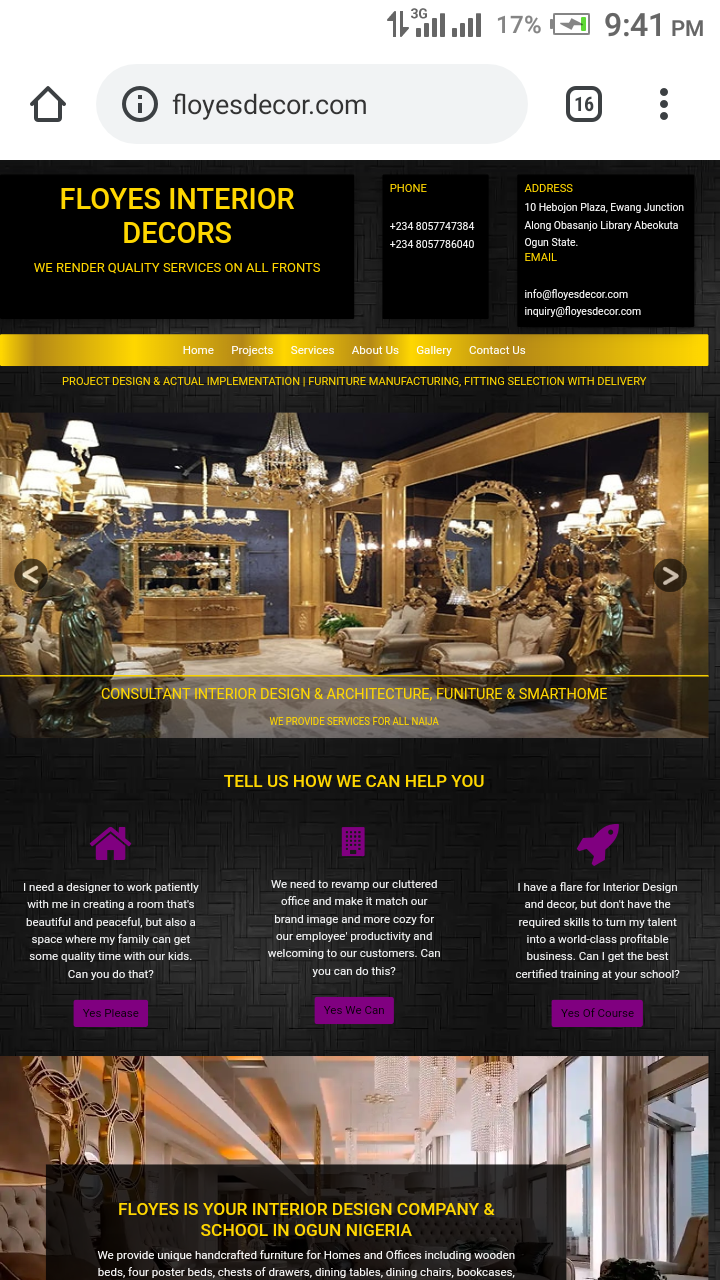 3G
17%
9:41 PM
floyesdecor.com
16
FLOYES INTERIOR
DECORS
WE RENDER QUALITY SERVICES ON ALL FRONTS
PHONE
+234 8057747384
+234 8057786040
ADDRESS
10 Hebojon Plaza, Ewang Junction
Along Obasanjo Library Abeokuta
Ogun State.
EMAIL
info@floyesdecor.com
inquiry@floyesdecor.com
Home Projects Services About Us Gallery Contact Us
PROJECT DESIGN & ACTUAL IMPLEMENTATION | FURNITURE MANUFACTURING, FITTING SELECTION WITH DELIVERY
CONSULTANT INTERIOR DESIGN & ARCHITECTURE, FUNITURE & SMARTHOME
WE PROVIDE SERVICES FOR ALL NAIJA
TELL US HOW WE CAN HELP YOU
I need a designer to work patiently
with me in creating a room that's
beautiful and peaceful, but also a
space where my family can get
some quality time with our kids.
Can you do that?
Yes Please
We need to revamp our cluttered
office and make it match our
brand image and more cozy for
our employee' productivity and
welcoming to our customers. Can
you can do this?
Yes We Can
I have a flare for Interior Design
and decor, but don't have the
required skills to turn my talent
into a world-class profitable
business. Can I get the best
certified training at your school?
Yes Of Course
FLOYES IS YOUR INTERIOR DESIGN COMPANY &
SCHOOL IN OGUN NIGERIA
We provide unique handcrafted furniture for Homes and Offices including wooden
beds, four poster beds, chests of drawers, dining tables, dining chairs, bookcases,